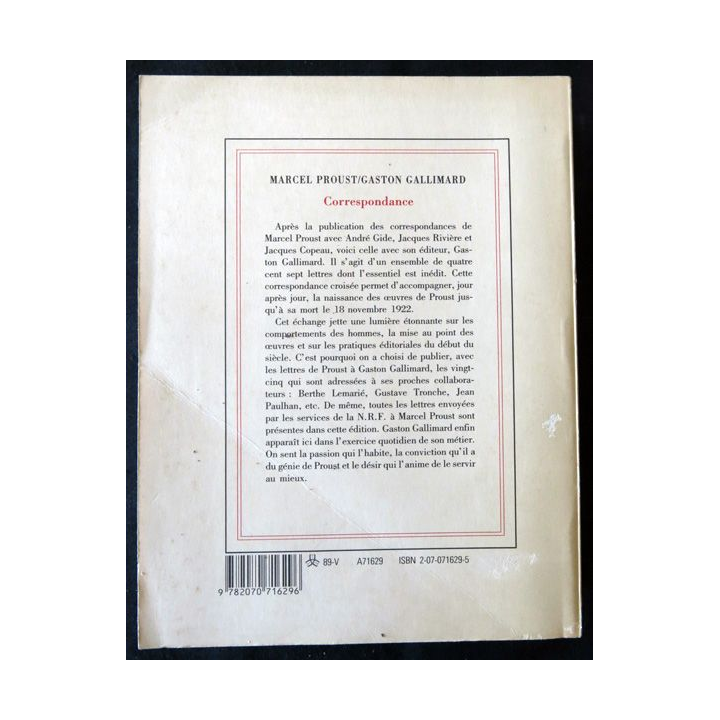 MARCEL PROUST/GASTON GALLIMARD
Correspondance
Après la publication des correspondances de
Marcel Proust avec André Gide, Jacques Rivière et
Jacques Copeau, voici celle avec son éditeur, Gas-
ton Gallimard. Il s'agit d'un ensemble de quatre
cent sept lettres dont l'essentiel est inédit. Cette
correspondance croisée permet d'accompagner, jour
après jour, la naissance des œuvres de Proust jus-
qu'à sa mort le 18 novembre 1922.
Cet échange jette une lumière étonnante sur les
comportements des hommes, la mise au point des
œuvres et sur les pratiques éditoriales du début du
siècle. C'est pourquoi on a choisi de publier, avec
les lettres de Proust à Gaston Gallimard, les vingt-
cinq qui sont adressées à ses proches collabora-
teurs : Berthe Lemarié, Gustave Tronche, Jean
Paulhan, etc. De même, toutes les lettres envoyées
par les services de la N.R.F. à Marcel Proust sont
présentes dans cette édition. Gaston Gallimard enfin
apparaît ici dans l'exercice quotidien de son métier.
On sent la passion qui l'habite, la conviction qu'il a
du génie de Proust et le désir qui l'anime de le servir
au mieux.
89-V A71629 ISBN 2-07-071629-5
9 782070 716296